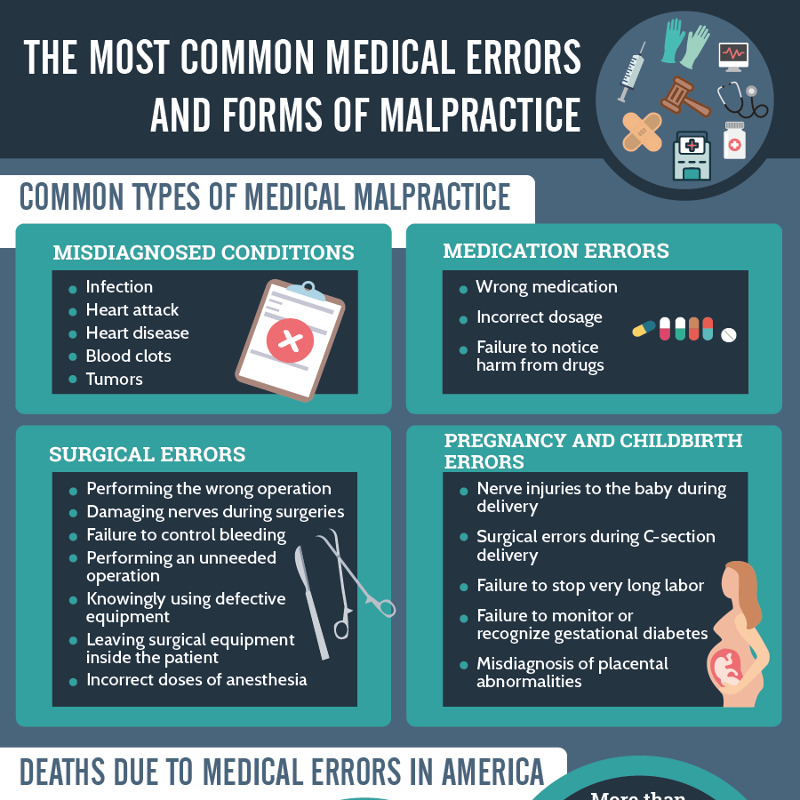 THE MOST COMMON MEDICAL ERRORS
AND FORMS OF MALPRACTICE
COMMON TYPES OF MEDICAL MALPRACTICE
MISDIAGNOSED CONDITIONS
Infection
Heart attack
Heart disease
Blood clots
Tumors
MEDICATION ERRORS
Wrong medication
Incorrect dosage
Failure to notice
harm from drugs
SURGICAL ERRORS
Performing the wrong operation
Damaging nerves during surgeries
Failure to control bleeding
Performing an unneeded
operation
Knowingly using defective
equipment
Leaving surgical equipment
inside the patient
Incorrect doses of anesthesia
PREGNANCY AND CHILDBIRTH
ERRORS
Nerve injuries to the baby during
delivery
Surgical errors during C-section
delivery
Failure to stop very long labor
Failure to monitor or
recognize gestational diabetes
Misdiagnosis of placental
abnormalities
DEATHS DUE TO MEDICAL ERRORS IN AMERICA
More than